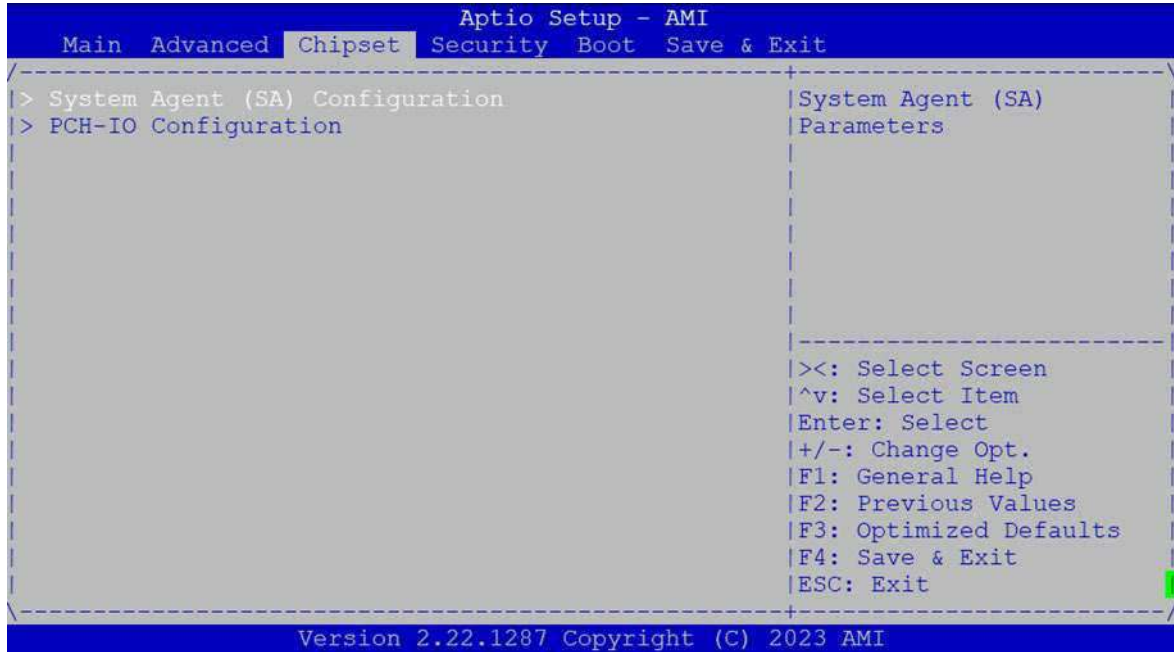 Aptio Setup - AMI
Main Advanced Chipset Security Boot Save & Exit
> System Agent (SA) Configuration
> PCH-IO Configuration
System Agent (SA)
Parameters
><: Select Screen
^v: Select Item
Enter: Select
+/-: Change Opt.
F1: General Help
F2: Previous Values
F3: Optimized Defaults
F4: Save & Exit
ESC: Exit
Version 2.22.1287 Copyright (C) 2023 AMI